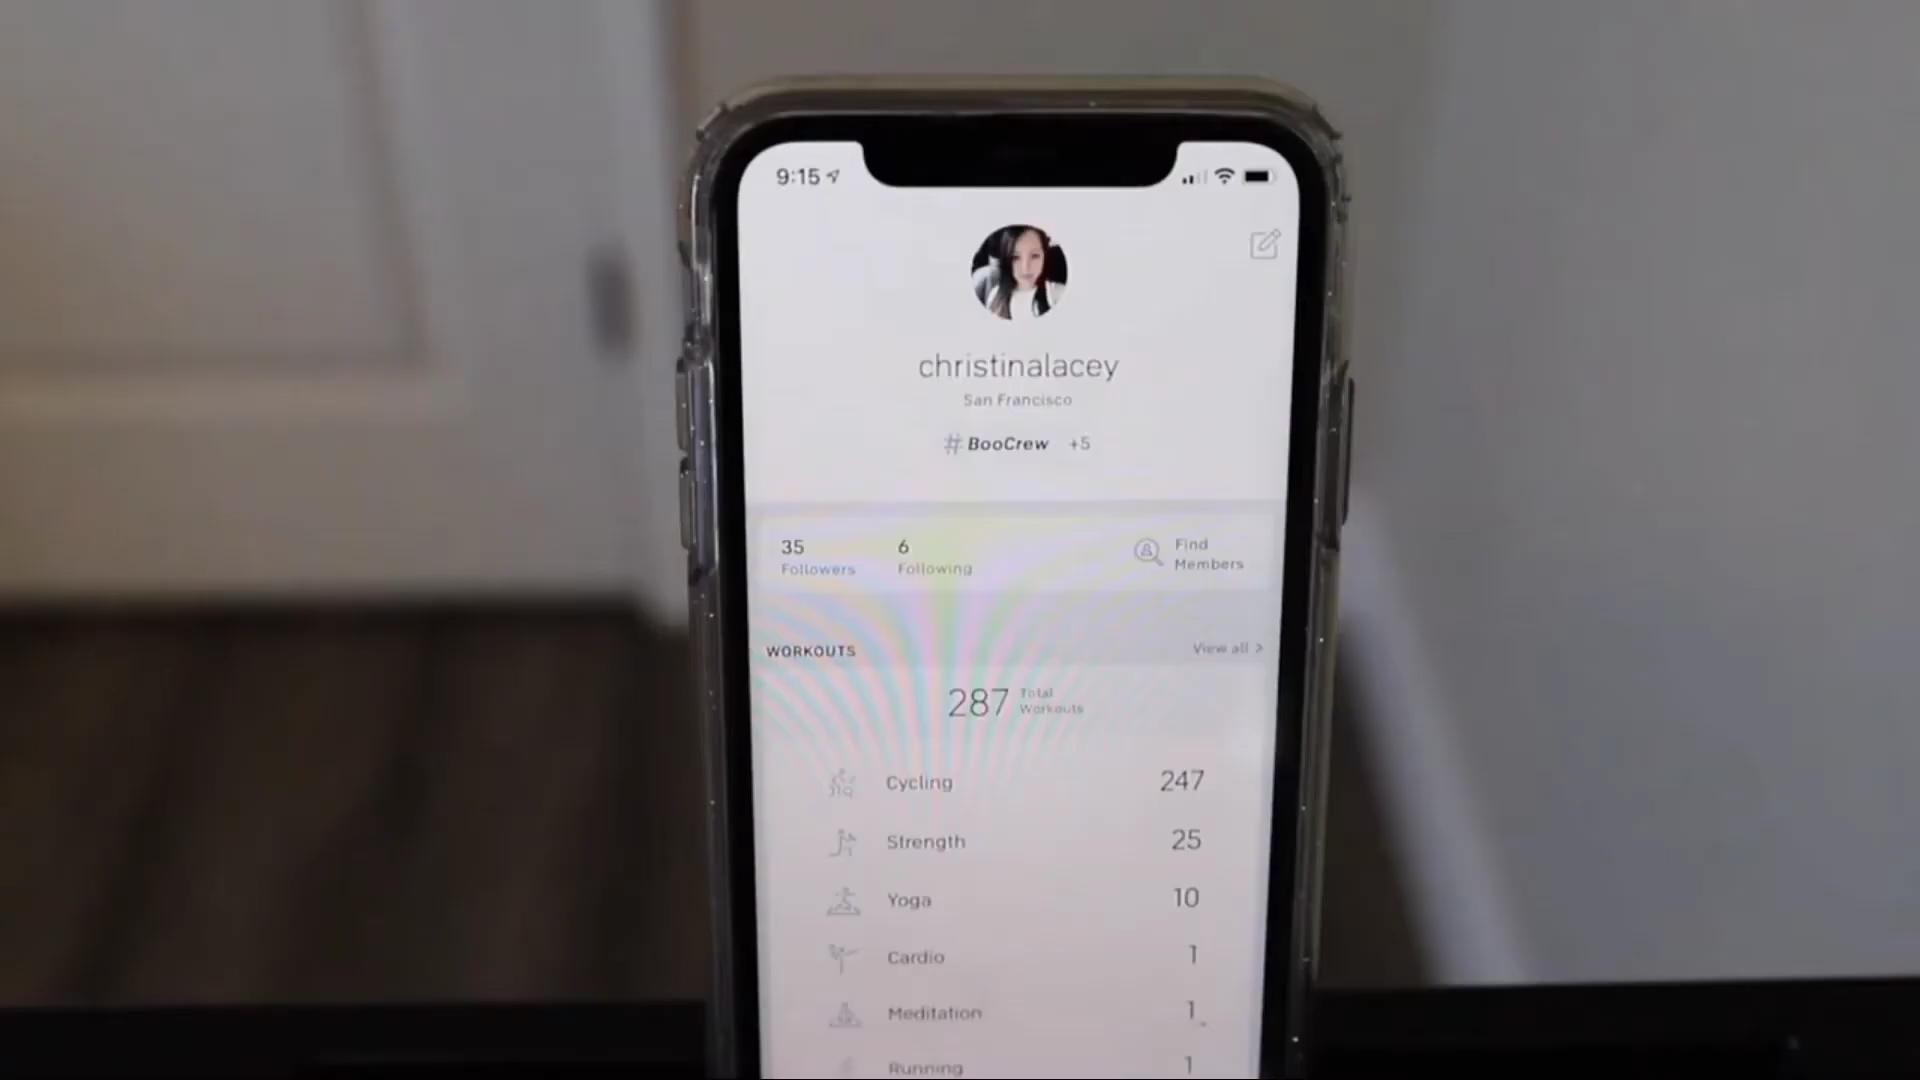 9:15
christinalacey
San Francisco
#BooCrew +5
35 Followers
6 Following
Find Members
WORKOUTS
View all >
287 Total Workouts
Cycling 247
Strength 25
Yoga 10
Cardio 1
Meditation 1
Running 1